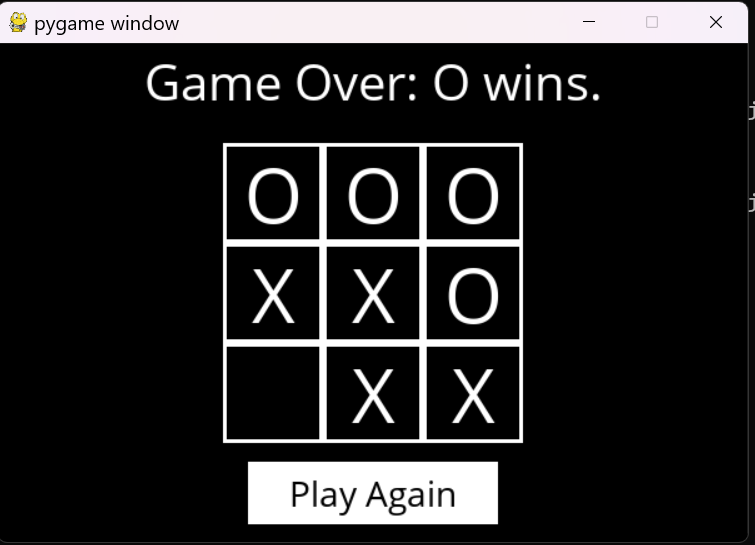 pygame window
Game Over: O wins.
O O O
X X O
X X
Play Again